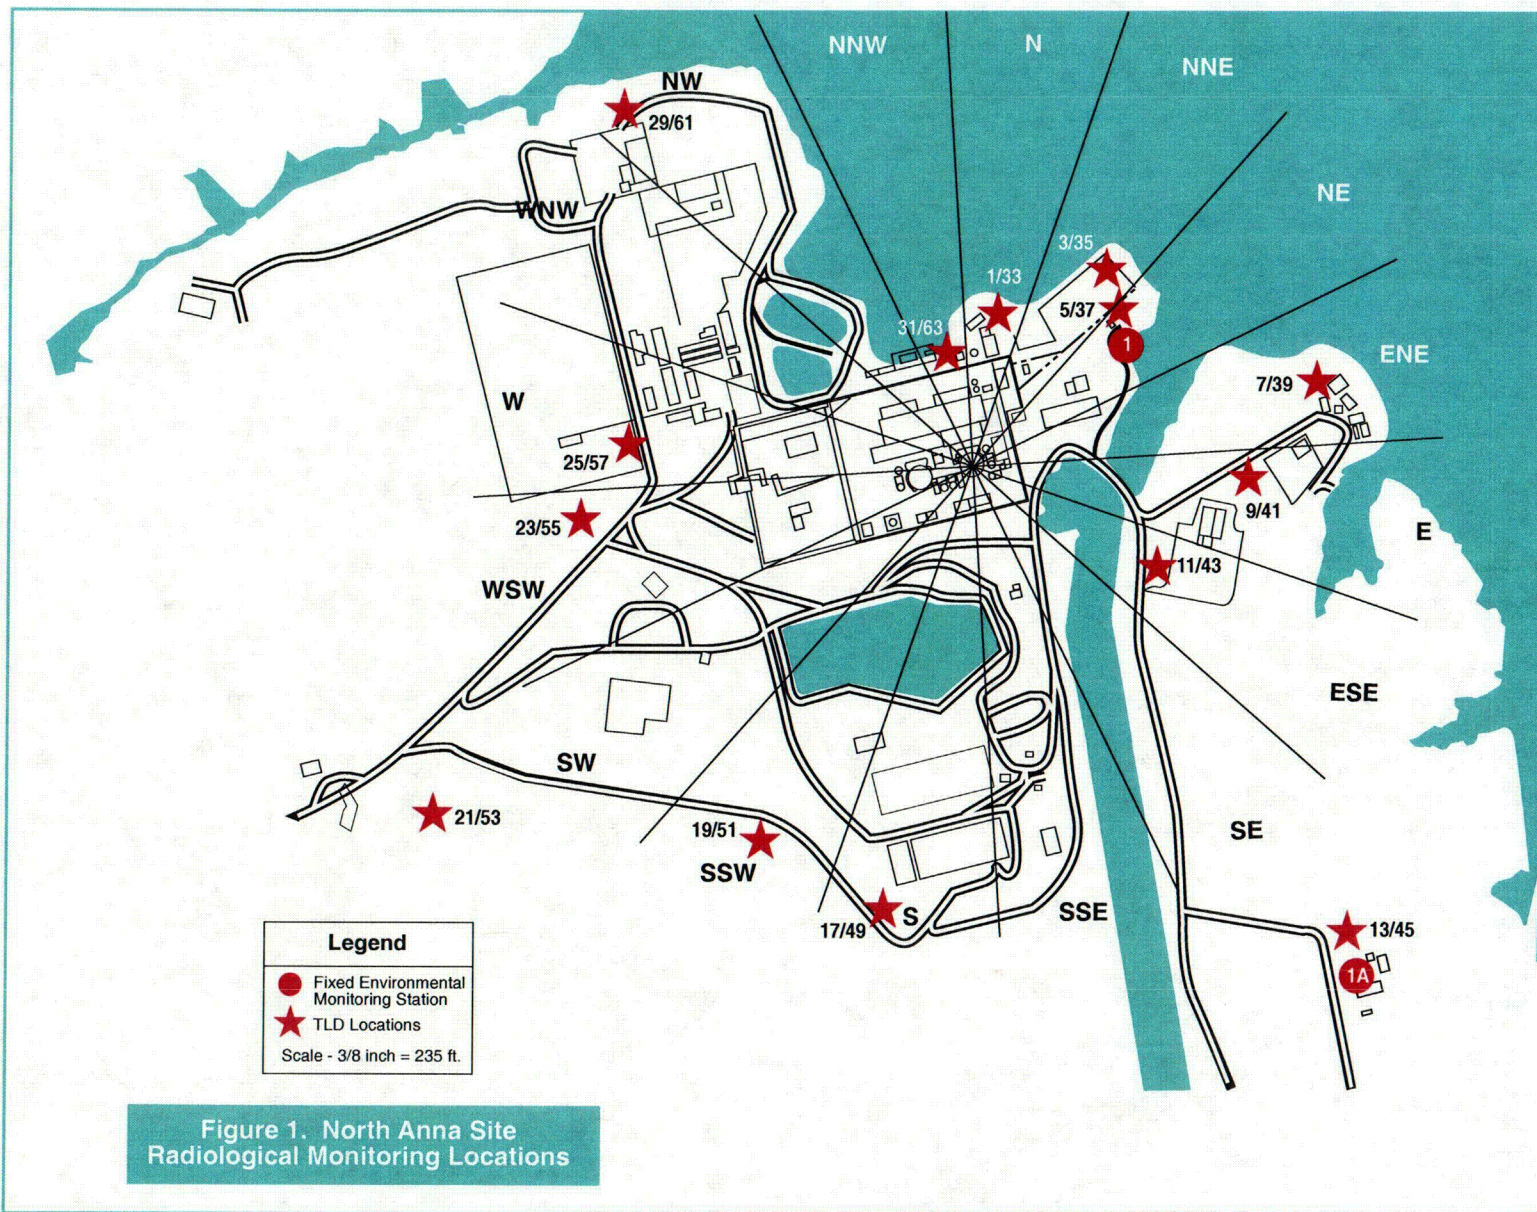 NNW
N
NNE
NW
29/61
NE
WNW
3/35
1/33
5/37
31/63
1
ENE
7/39
W
25/57
9/41
23/55
E
11/43
WSW
ESE
SW
21/53
19/51
SE
SSW
17/49
S
SSE
13/45
1A
Legend
Fixed Environmental
Monitoring Station
TLD Locations
Scale - 3/8 inch = 235 ft.
Figure 1. North Anna Site
Radiological Monitoring Locations